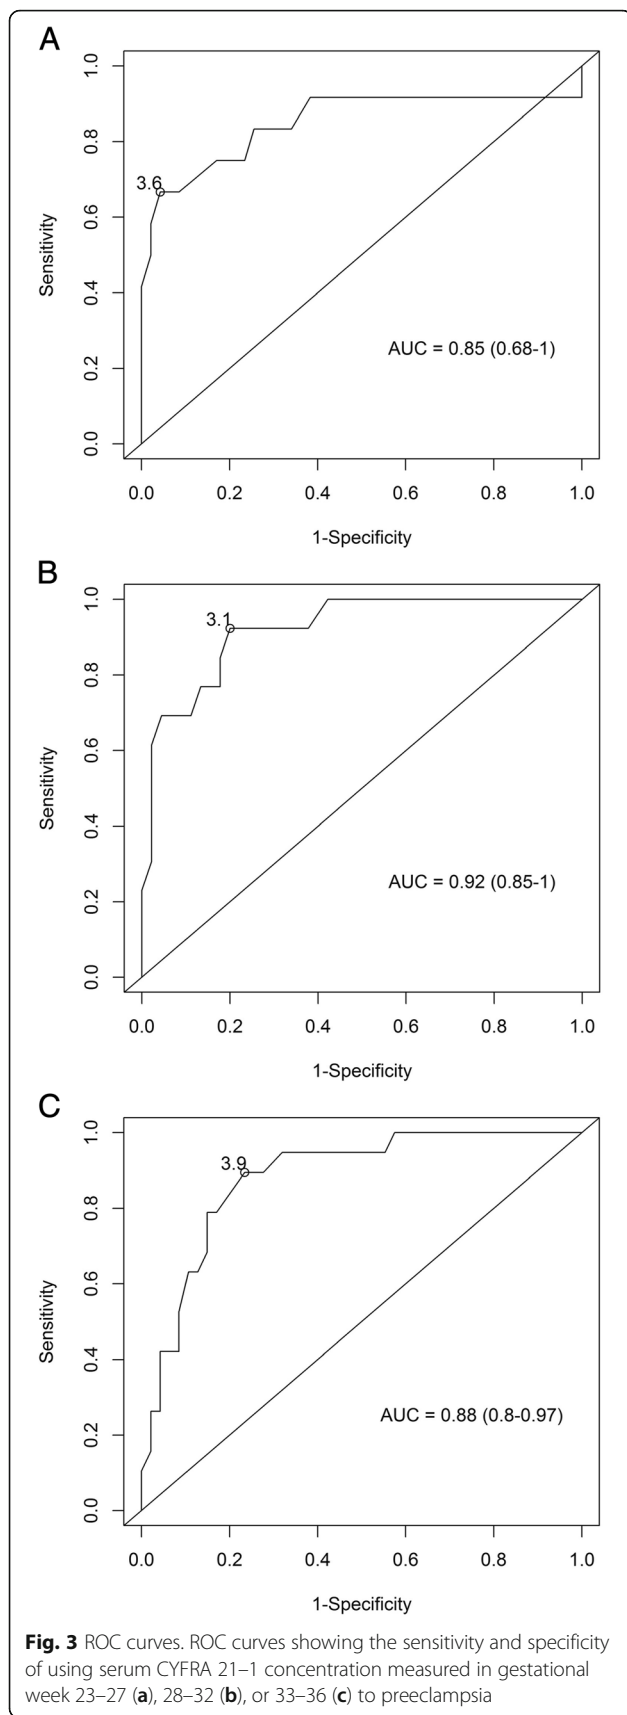 A
1.0
0.8
0.6
0.4
0.2
0.0
Sensitivity
3.6
AUC = 0.85 (0.68-1)
0.0 0.2 0.4 0.6 0.8 1.0
1-Specificity
B
1.0
0.8
0.6
0.4
0.2
0.0
Sensitivity
3.1
AUC = 0.92 (0.85-1)
0.0 0.2 0.4 0.6 0.8 1.0
1-Specificity
C
1.0
0.8
0.6
0.4
0.2
0.0
Sensitivity
3.9
AUC = 0.88 (0.8-0.97)
0.0 0.2 0.4 0.6 0.8 1.0
1-Specificity
Fig. 3 ROC curves. ROC curves showing the sensitivity and specificity
of using serum CYFRA 21–1 concentration measured in gestational
week 23–27 (a), 28–32 (b), or 33–36 (c) to preeclampsia